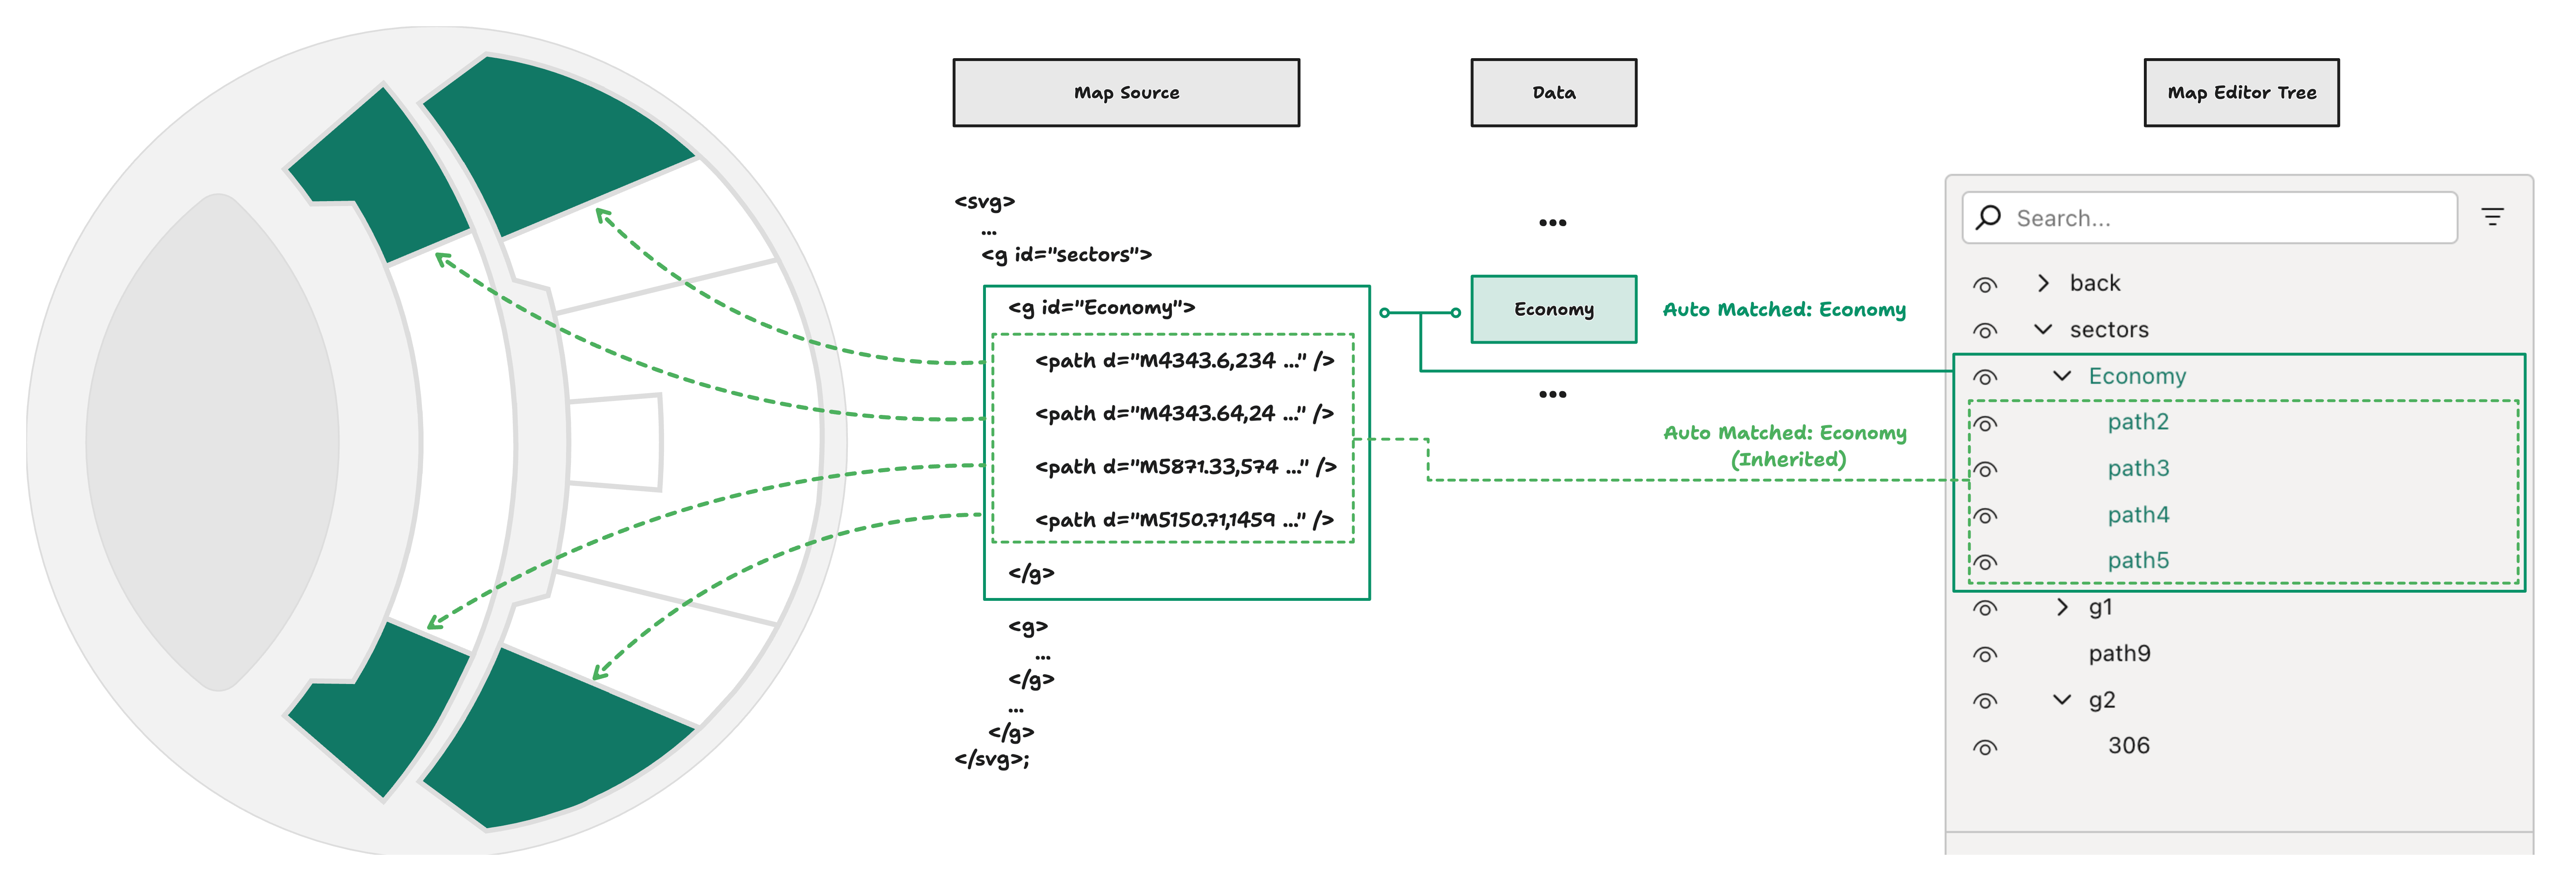 Map Source
Data
Map Editor Tree
<svg>
...
<g id="sectors">
<g id="Economy">
<path d="M4343.6,234 ..." />
<path d="M4343.64,24 ..." />
<path d="M5871.33,574 ..." />
<path d="M5150.71,1459 ..." />
</g>
<g>
...
</g>
...
</g>
</svg>;
...
Economy
...
Auto Matched: Economy
Auto Matched: Economy
(Inherited)
Search...
back
sectors
Economy
path2
path3
path4
path5
g1
path9
g2
306